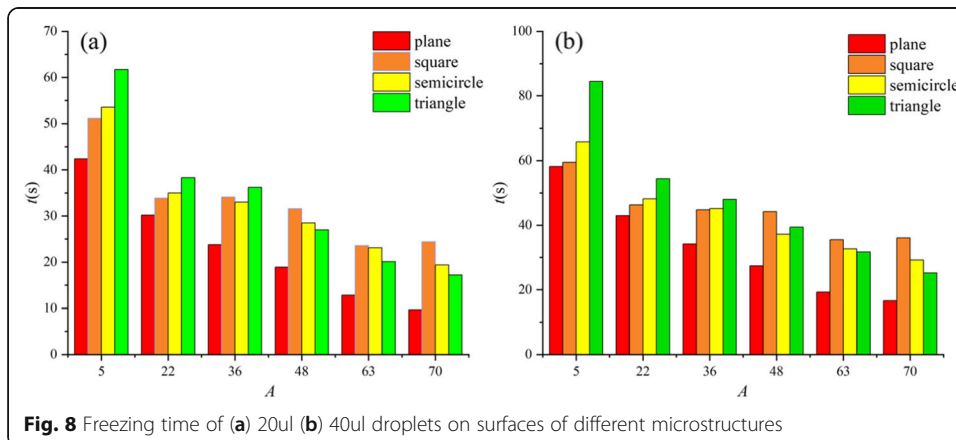 (a)
plane
square
semicircle
triangle
70
60
50
40
30
20
10
0
t(s)
5 22 36 48 63 70
A
(b)
plane
square
semicircle
triangle
100
80
60
40
20
0
t(s)
5 22 36 48 63 70
A
Fig. 8 Freezing time of (a) 20ul (b) 40ul droplets on surfaces of different microstructures